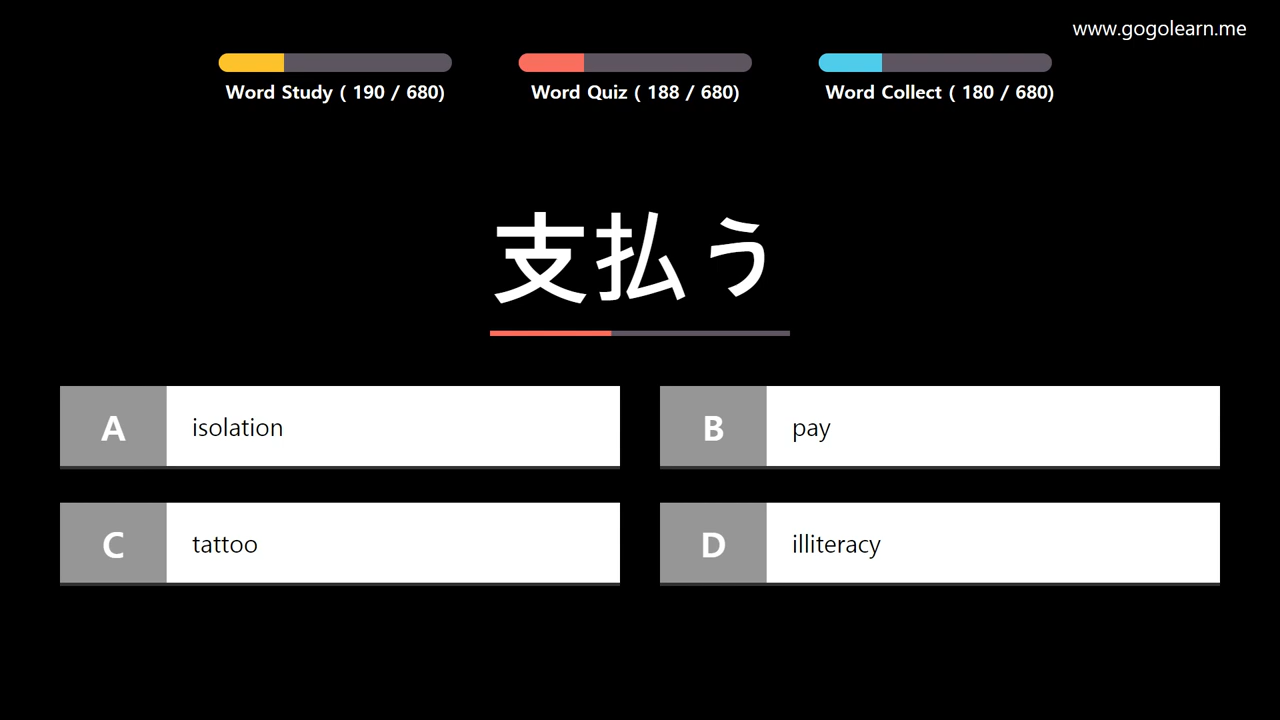 www.gogolearn.me
Word Study ( 190 / 680)
Word Quiz ( 188 / 680)
Word Collect ( 180 / 680)
支払う
A isolation
B pay
C tattoo
D illiteracy